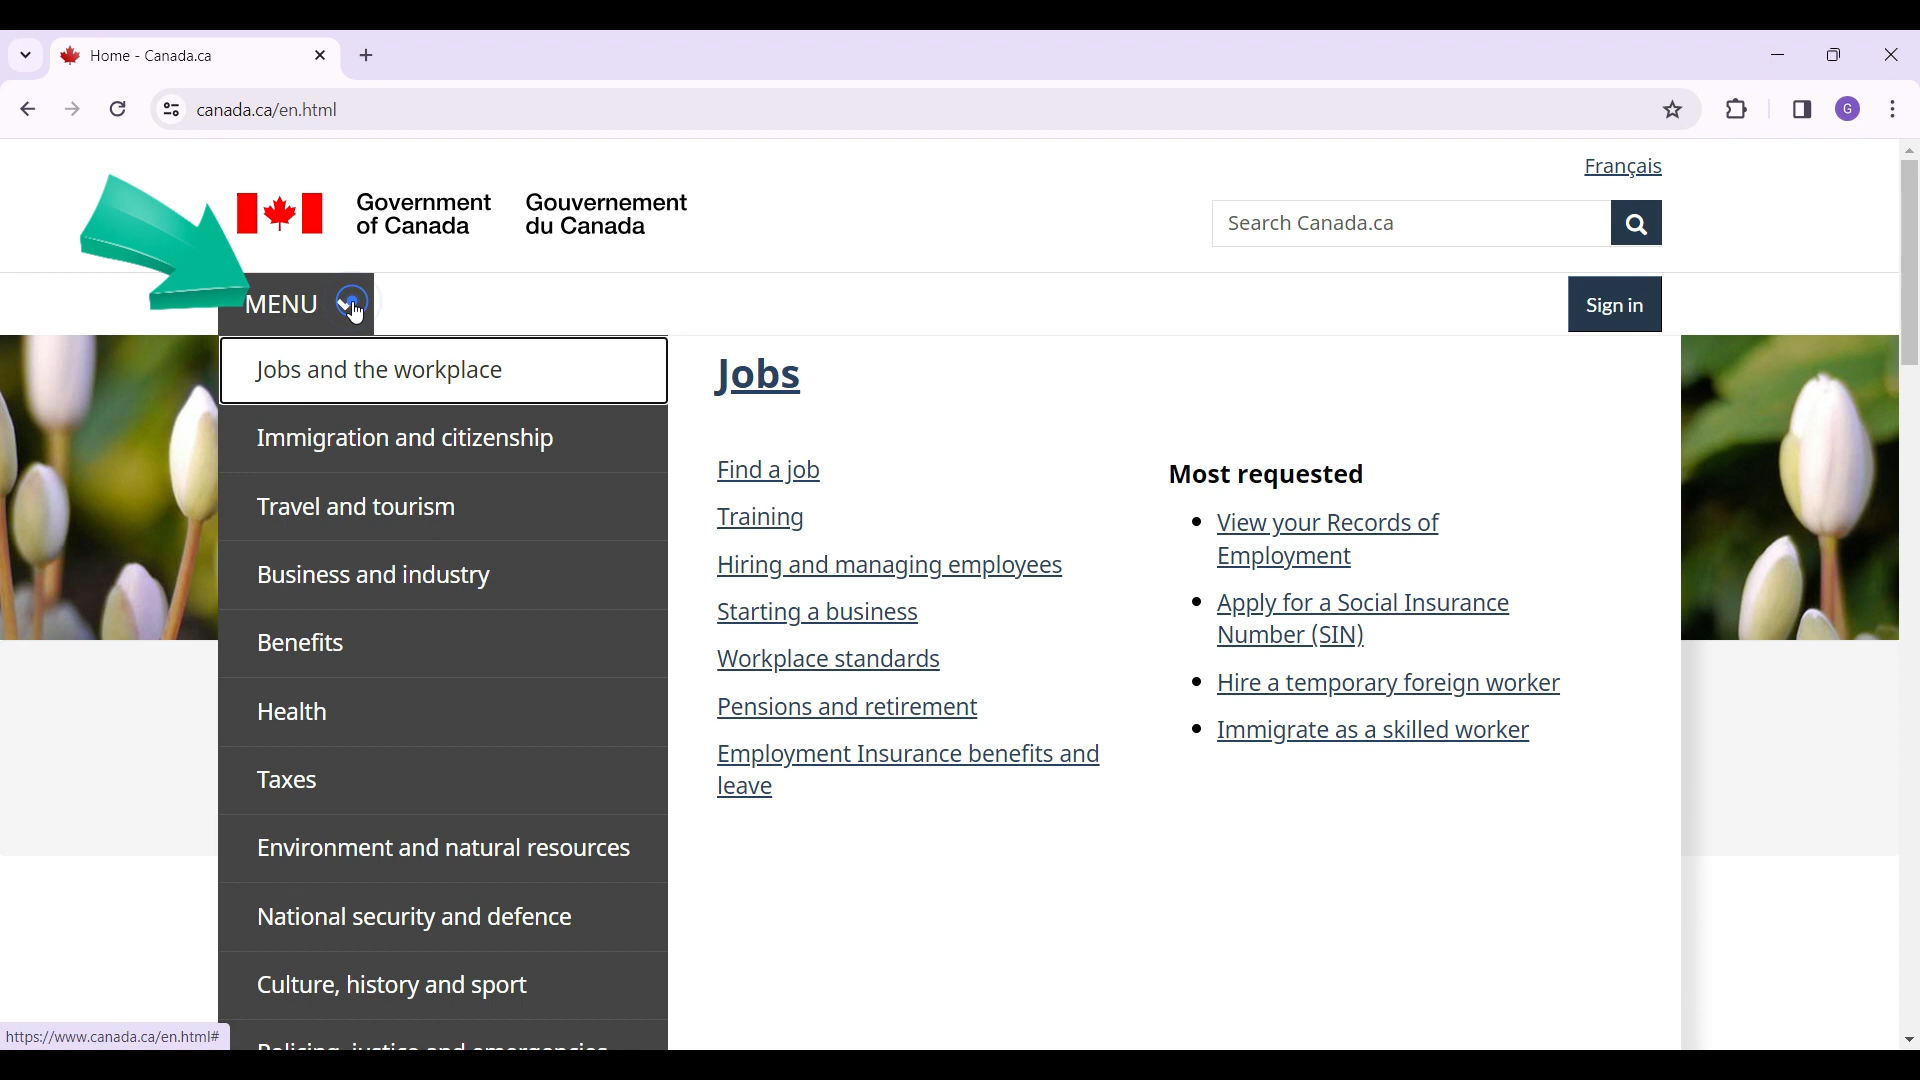 Home - Canada.ca
canada.ca/en.html
G
Français
Government Gouvernement
of Canada du Canada
Search Canada.ca
MENU
Sign in
Jobs and the workplace
Immigration and citizenship
Travel and tourism
Business and industry
Benefits
Health
Taxes
Environment and natural resources
National security and defence
Culture, history and sport
Policing, justice and emergencies
Jobs
Find a job
Training
Hiring and managing employees
Starting a business
Workplace standards
Pensions and retirement
Employment Insurance benefits and
leave
Most requested
View your Records of
Employment
Apply for a Social Insurance
Number (SIN)
Hire a temporary foreign worker
Immigrate as a skilled worker
https://www.canada.ca/en.html#